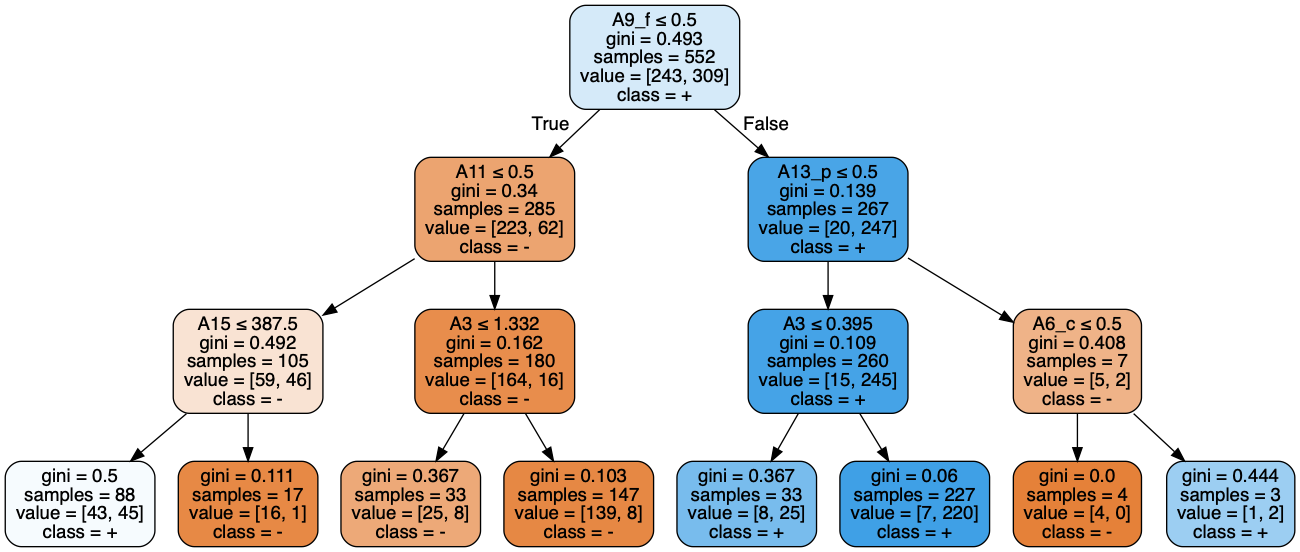 A9_f ≤ 0.5
gini = 0.493
samples = 552
value = [243, 309]
class = +
True
False
A11 ≤ 0.5
gini = 0.34
samples = 285
value = [223, 62]
class = -
A13_p ≤ 0.5
gini = 0.139
samples = 267
value = [20, 247]
class = +
A15 ≤ 387.5
gini = 0.492
samples = 105
value = [59, 46]
class = -
A3 ≤ 1.332
gini = 0.162
samples = 180
value = [164, 16]
class = -
A3 ≤ 0.395
gini = 0.109
samples = 260
value = [15, 245]
class = +
A6_c ≤ 0.5
gini = 0.408
samples = 7
value = [5, 2]
class = -
gini = 0.5
samples = 88
value = [43, 45]
class = +
gini = 0.111
samples = 17
value = [16, 1]
class = -
gini = 0.367
samples = 33
value = [25, 8]
class = -
gini = 0.103
samples = 147
value = [139, 8]
class = -
gini = 0.367
samples = 33
value = [8, 25]
class = +
gini = 0.06
samples = 227
value = [7, 220]
class = +
gini = 0.0
samples = 4
value = [4, 0]
class = -
gini = 0.444
samples = 3
value = [1, 2]
class = +